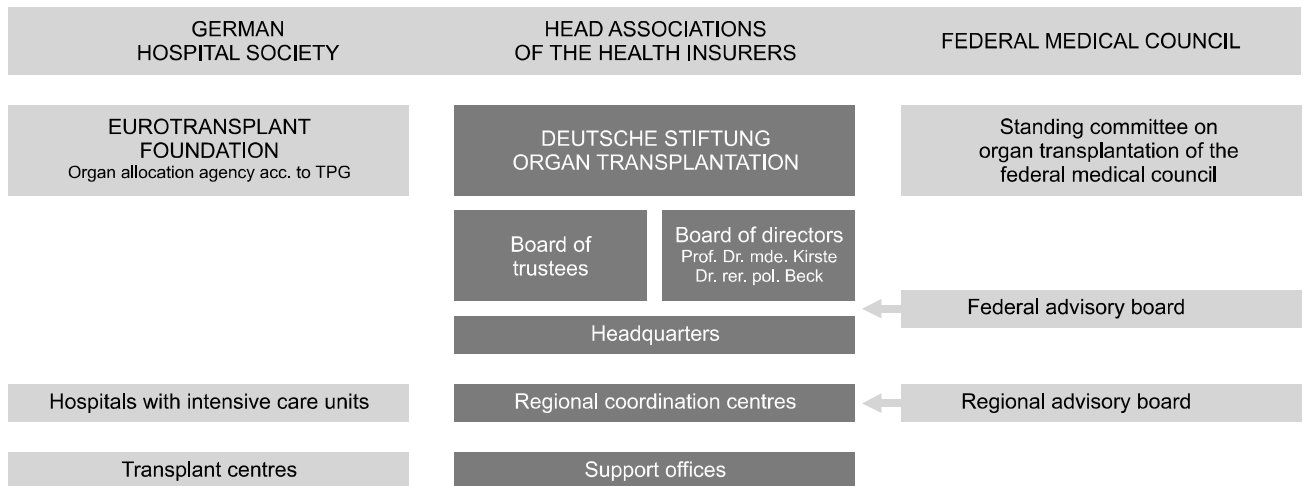 GERMAN
HOSPITAL SOCIETY
HEAD ASSOCIATIONS
OF THE HEALTH INSURERS
FEDERAL MEDICAL COUNCIL
EUROTRANSPLANT
FOUNDATION
Organ allocation agency acc. to TPG
DEUTSCHE STIFTUNG
ORGAN TRANSPLANTATION
Standing committee on
organ transplantation of the
federal medical council
Board of
trustees
Board of directors
Prof. Dr. mde. Kirste
Dr. rer. pol. Beck
Federal advisory board
Headquarters
Hospitals with intensive care units
Regional coordination centres
Regional advisory board
Transplant centres
Support offices